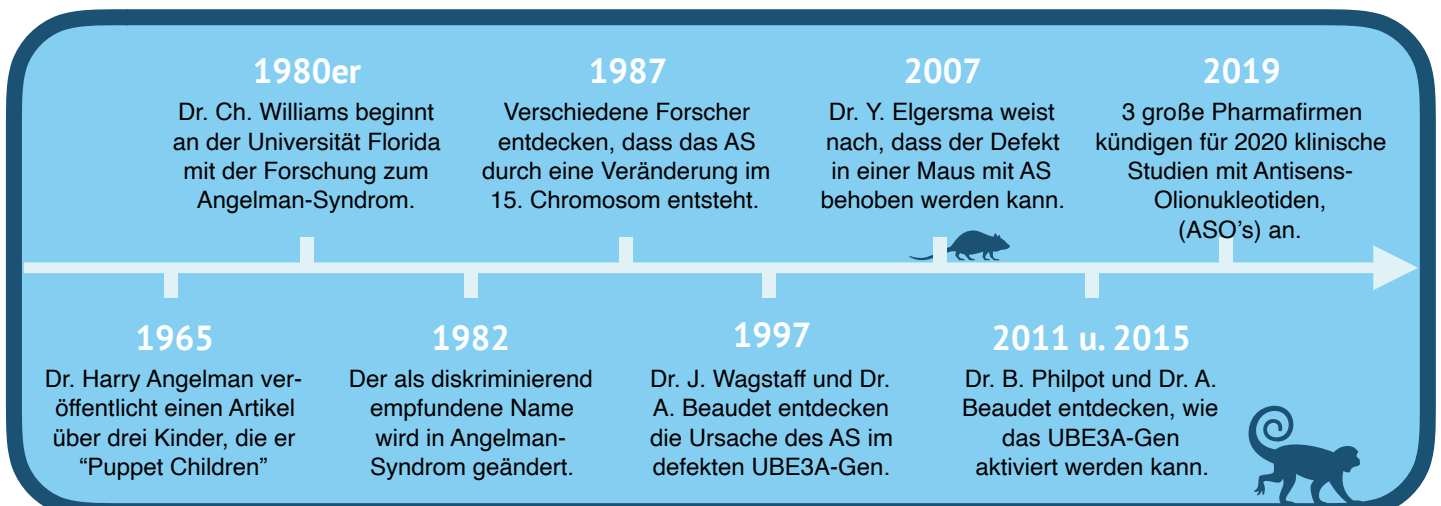 1980er
Dr. Ch. Williams beginnt
an der Universität Florida
mit der Forschung zum
Angelman-Syndrom.
1987
Verschiedene Forscher
entdecken, dass das AS
durch eine Veränderung im
15. Chromosom entsteht.
2007
Dr. Y. Elgersma weist
nach, dass der Defekt
in einer Maus mit AS
behoben werden kann.
2019
3 große Pharmafirmen
kündigen für 2020 klinische
Studien mit Antisens-
Olionukleotiden,
(ASO's) an.
1965
Dr. Harry Angelman ver-
öffentlicht einen Artikel
über drei Kinder, die er
“Puppet Children”
1982
Der als diskriminierend
empfundene Name
wird in Angelman-
Syndrom geändert.
1997
Dr. J. Wagstaff und Dr.
A. Beaudet entdecken
die Ursache des AS im
defekten UBE3A-Gen.
2011 u. 2015
Dr. B. Philpot und Dr. A.
Beaudet entdecken, wie
das UBE3A-Gen
aktiviert werden kann.